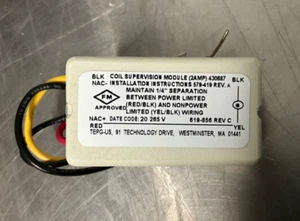 BLK COIL SUPERVISION MODULE (2AMP) 430687
NAC- INSTALLATION INSTRUCTIONS 579-419 REV. A
MAINTAIN 1/4" SEPARATION
BETWEEN POWER LIMITED
(RED/BLK) AND NONPOWER
LIMITED (YEL/BLK) WIRING
BLK
FM
APPROVED
NAC+ DATE CODE: 20 265 V 619-856 REV C
RED YEL
TEPG-US, 91 TECHNOLOGY DRIVE, WESTMINSTER, MA 01441